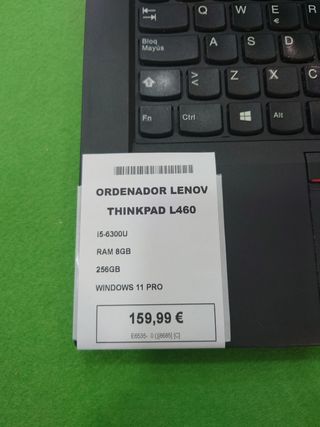 Q W E
€
Bloq
Mayús
A S D
> Z X C
<
Fn Ctrl Alt
ORDENADOR LENOV
THINKPAD L460
I5-6300U
RAM 8GB
256GB
WINDOWS 11 PRO
159,99 €